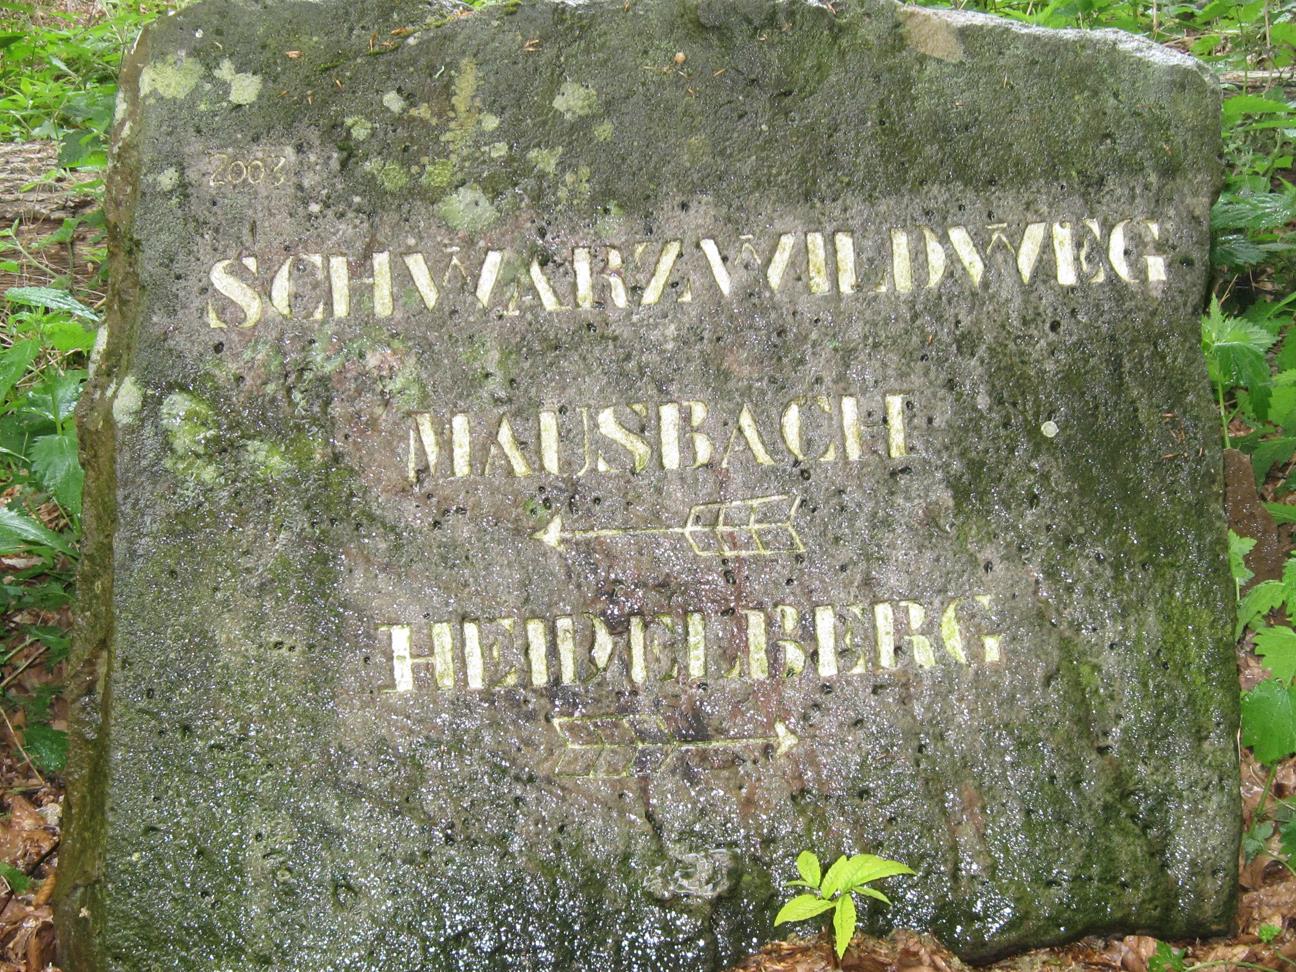 2003
SCHWARZWILDWEG
MAUSBACH
HEIDELBERG